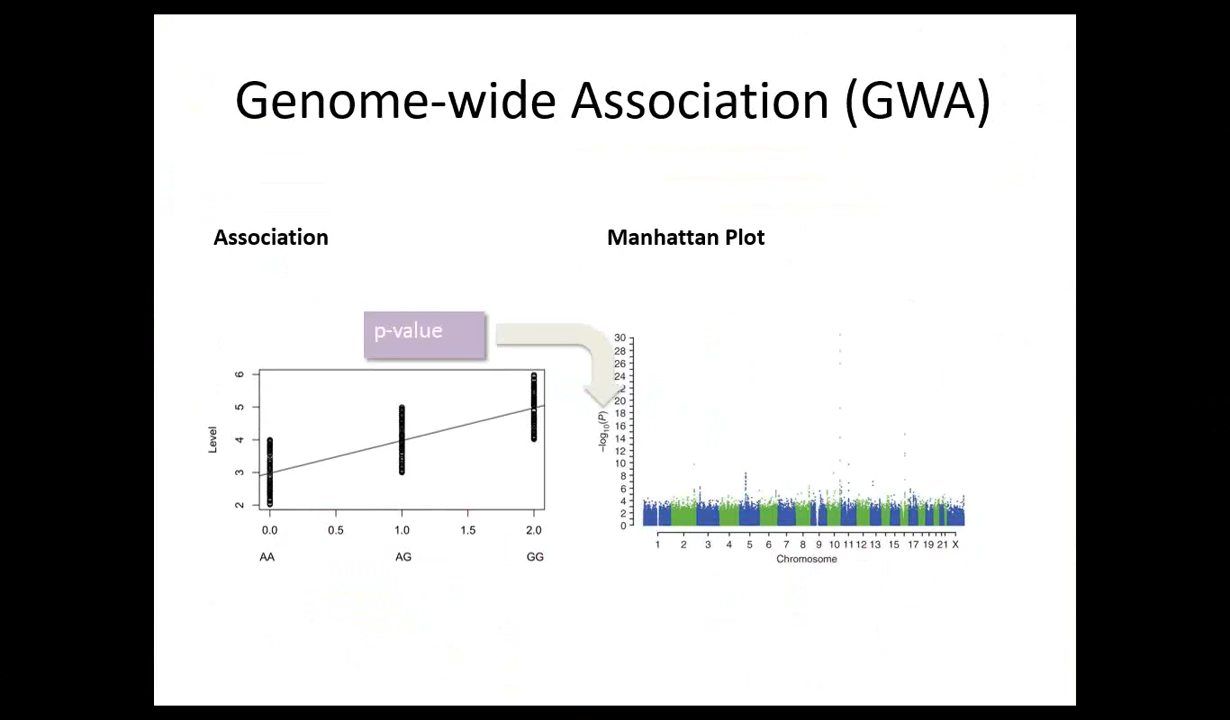 Genome-wide Association (GWA)
Association
Manhattan Plot
p-value
6
5
4
3
2
Level
0.0 0.5 1.0 1.5 2.0
AA AG GG
30
28
26
24
22
20
18
16
14
12
10
8
6
4
2
0
−log10(P)
1 2 3 4 5 6 7 8 9 10 11 12 13 15 17 19 21 X
Chromosome